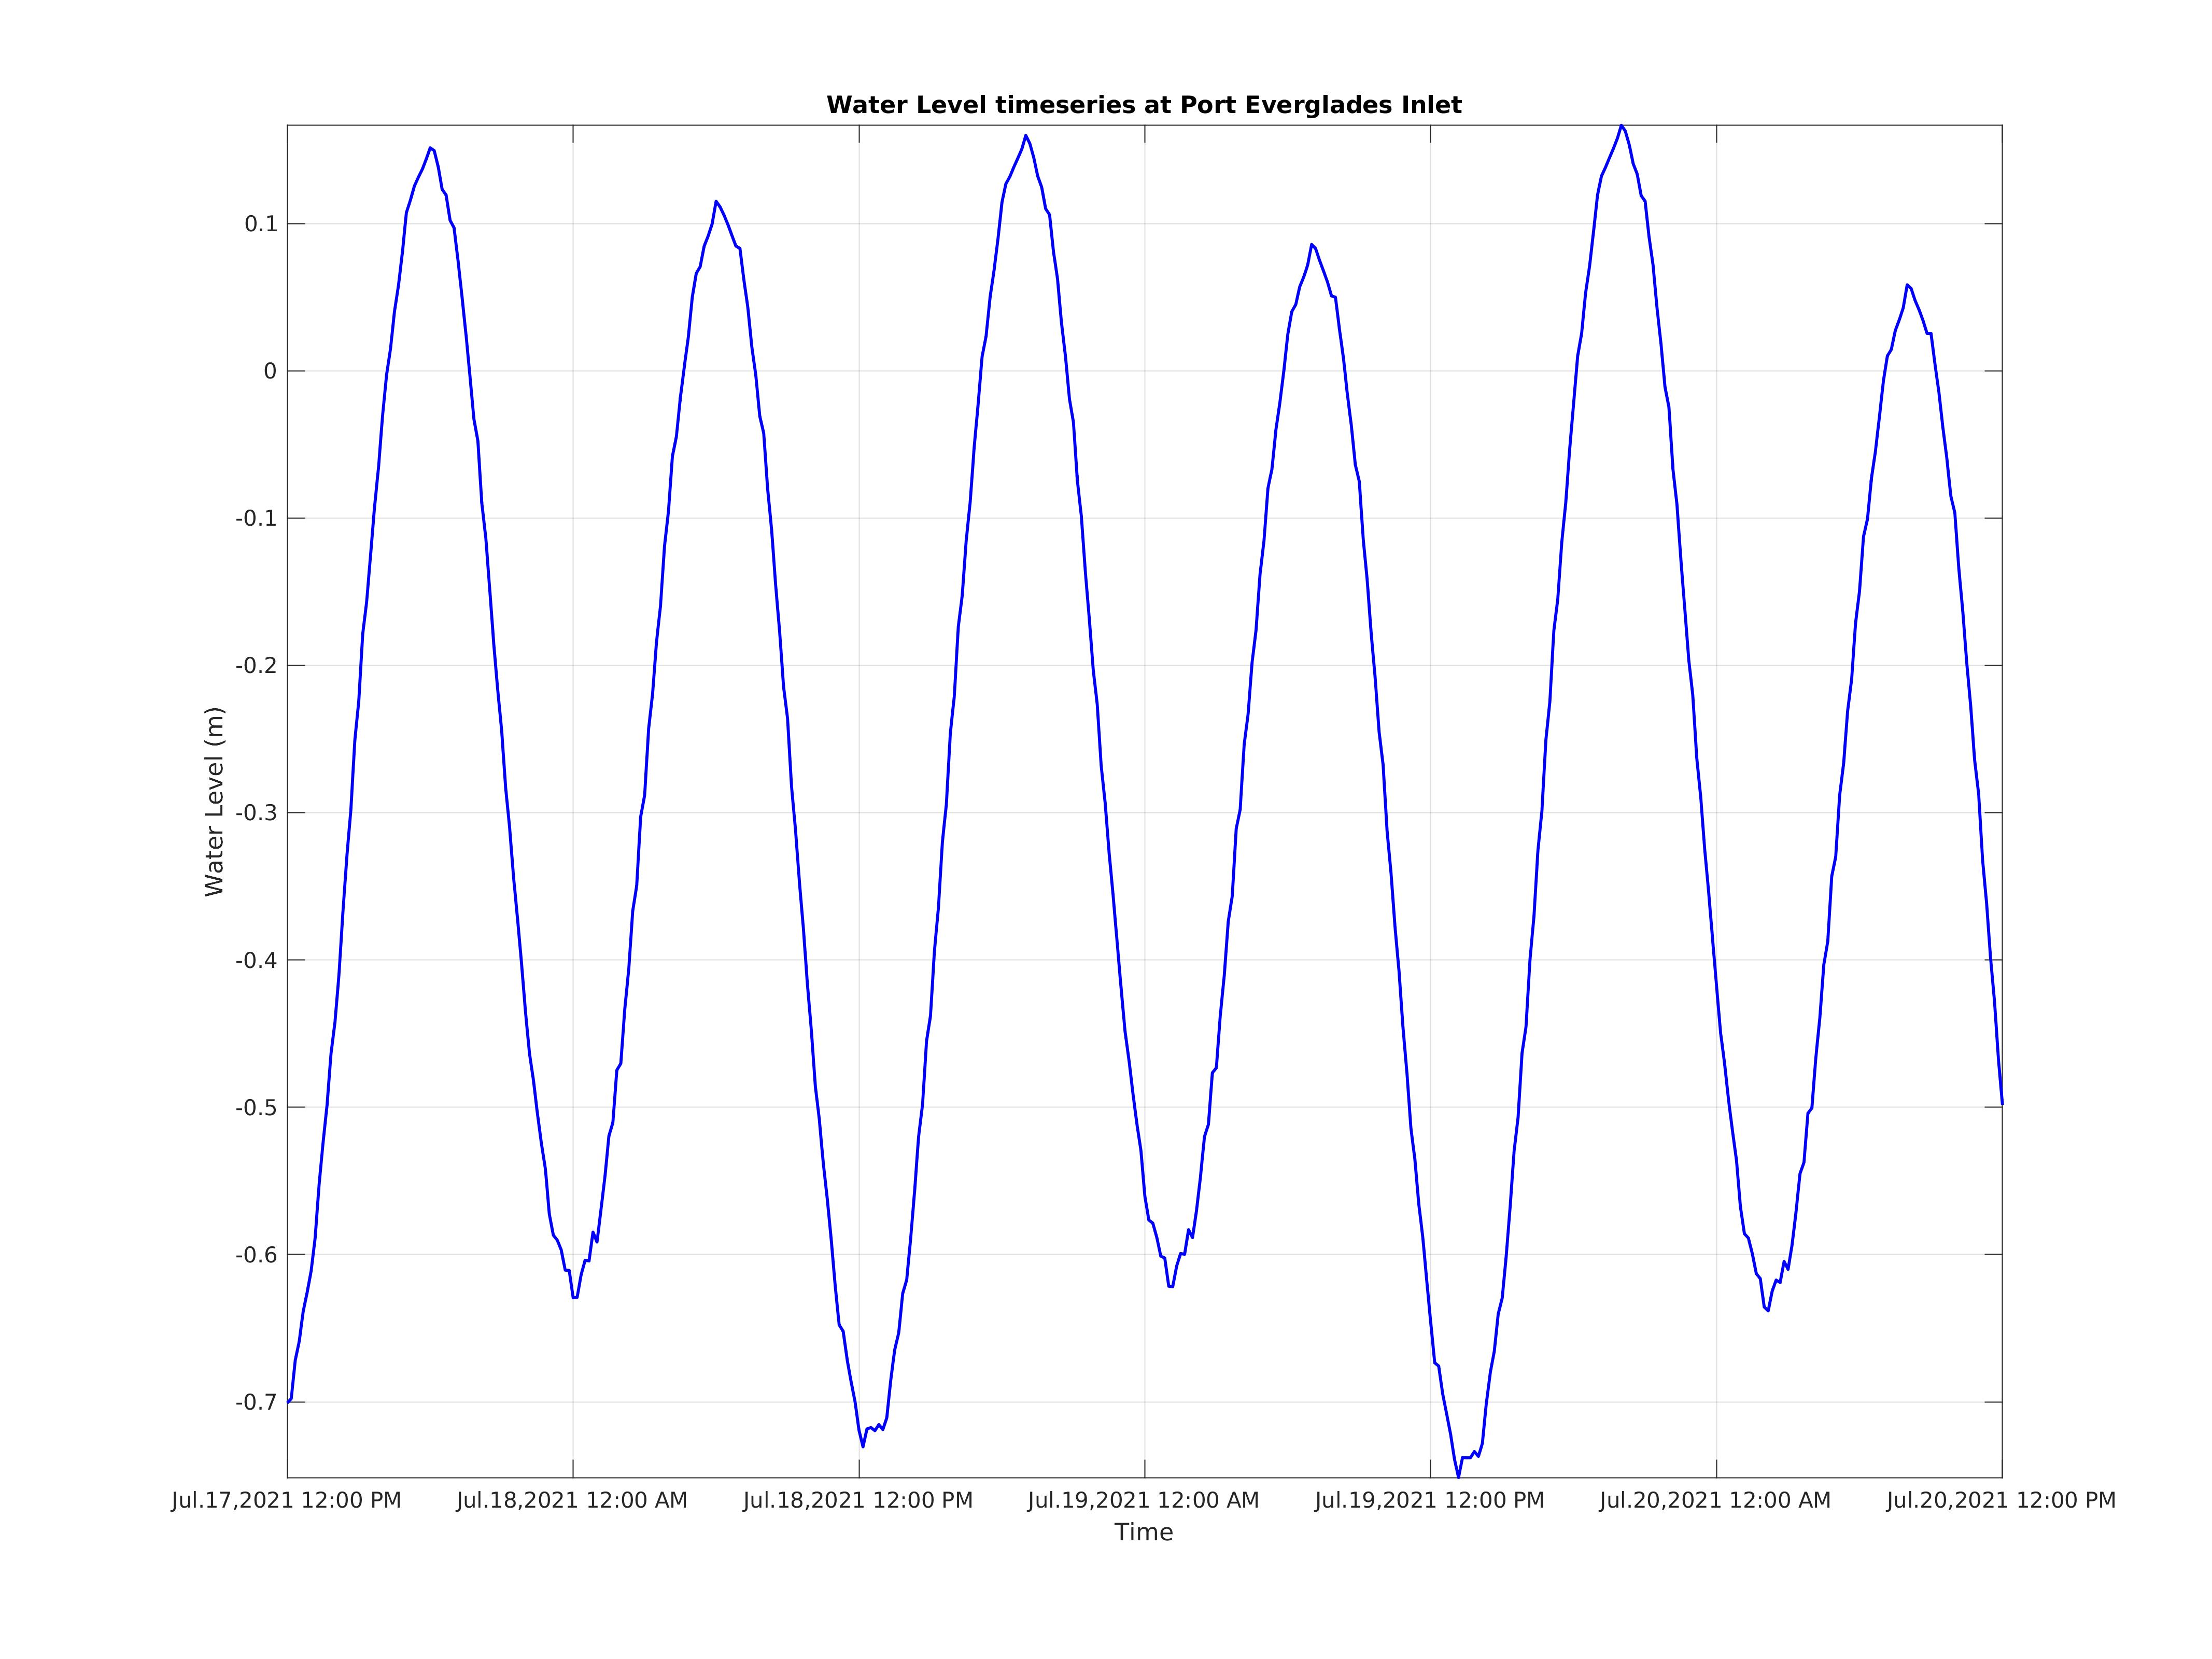 Water Level timeseries at Port Everglades Inlet
0.1
0
-0.1
-0.2
-0.3
-0.4
-0.5
-0.6
-0.7
Water Level (m)
Jul.17,2021 12:00 PM
Jul.18,2021 12:00 AM
Jul.18,2021 12:00 PM
Jul.19,2021 12:00 AM
Jul.19,2021 12:00 PM
Jul.20,2021 12:00 AM
Jul.20,2021 12:00 PM
Time